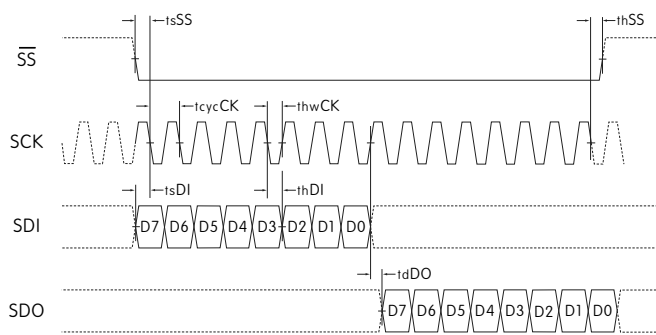 tsSS
thSS
SS
tcycCK
thwCK
SCK
tsDI
thDI
SDI
D7 D6 D5 D4 D3 D2 D1 D0
tdDO
SDO
D7 D6 D5 D4 D3 D2 D1 D0